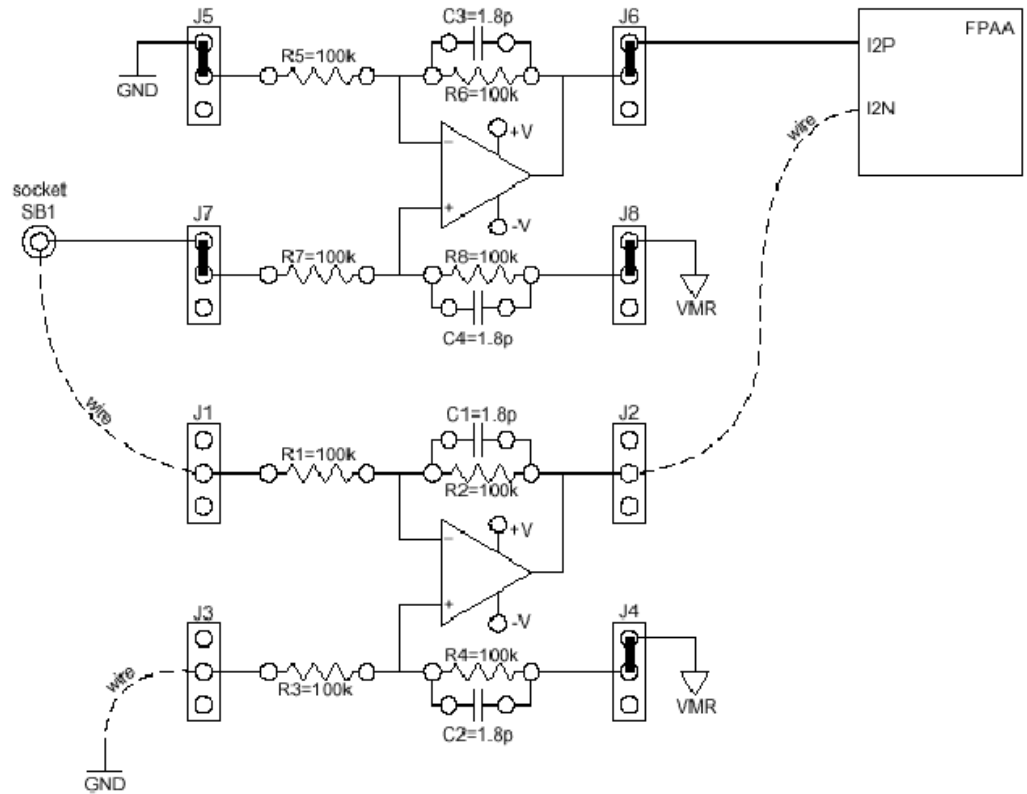 J5
C3=1.8p
J6
FPAA
R5=100k
I2P
GND
R6=100k
I2N
wire
+V
-
socket
SB1
+
J7
-V
J8
R7=100k
R8=100k
VMR
C4=1.8p
wire
J1
C1=1.8p
J2
R1=100k
R2=100k
+V
-
+
J3
-V
J4
R4=100k
wire
R3=100k
VMR
C2=1.8p
GND